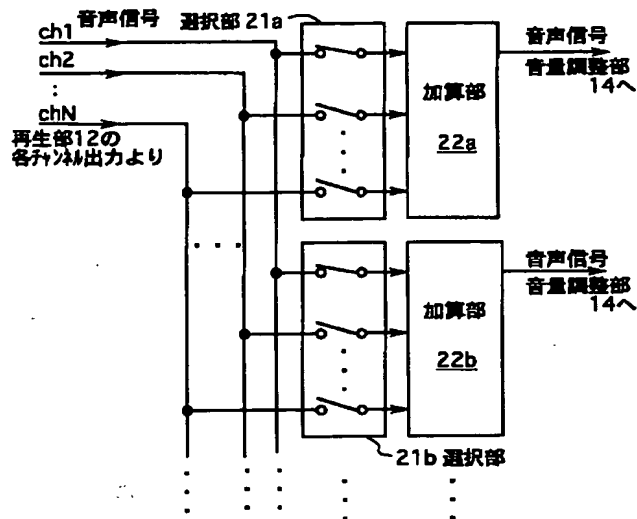 音声信号
選択部 21a
ch1
ch2
:
chN
再生部12の
各チャンネル出力より
加算部
22a
音声信号
音量調整部
14へ
加算部
22b
音声信号
音量調整部
14へ
21b 選択部